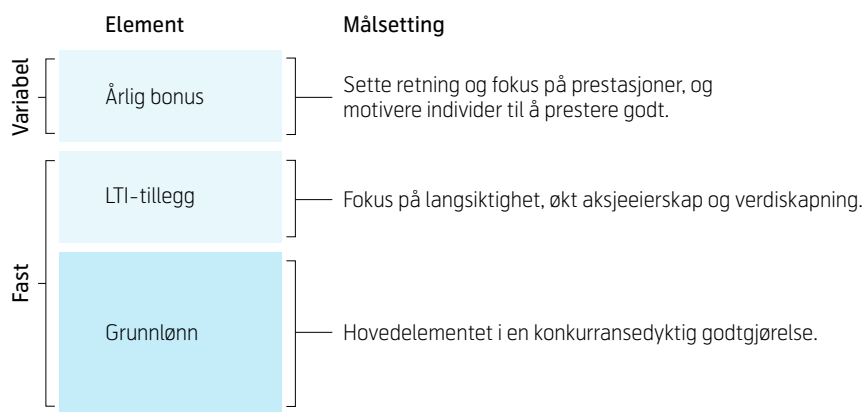 Element
Målsetting
Variabel
Årlig bonus
Sette retning og fokus på prestasjoner, og
motivere individer til å prestere godt.
Fast
LTI-tillegg
Fokus på langsiktighet, økt aksjeeierskap og verdiskapning.
Grunnlønn
Hovedelementet i en konkurransedyktig godtgjørelse.